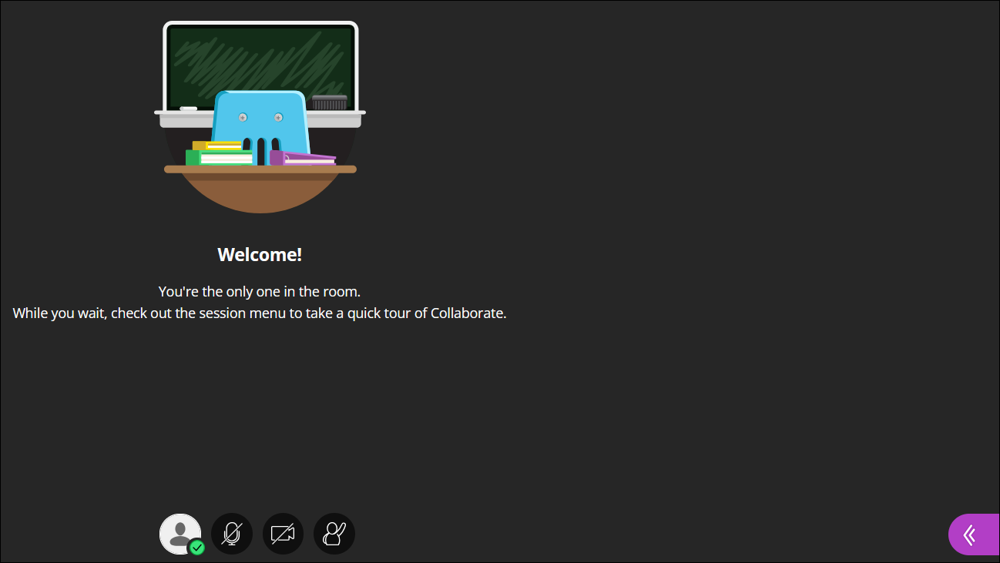 Welcome!
You're the only one in the room.
While you wait, check out the session menu to take a quick tour of Collaborate.